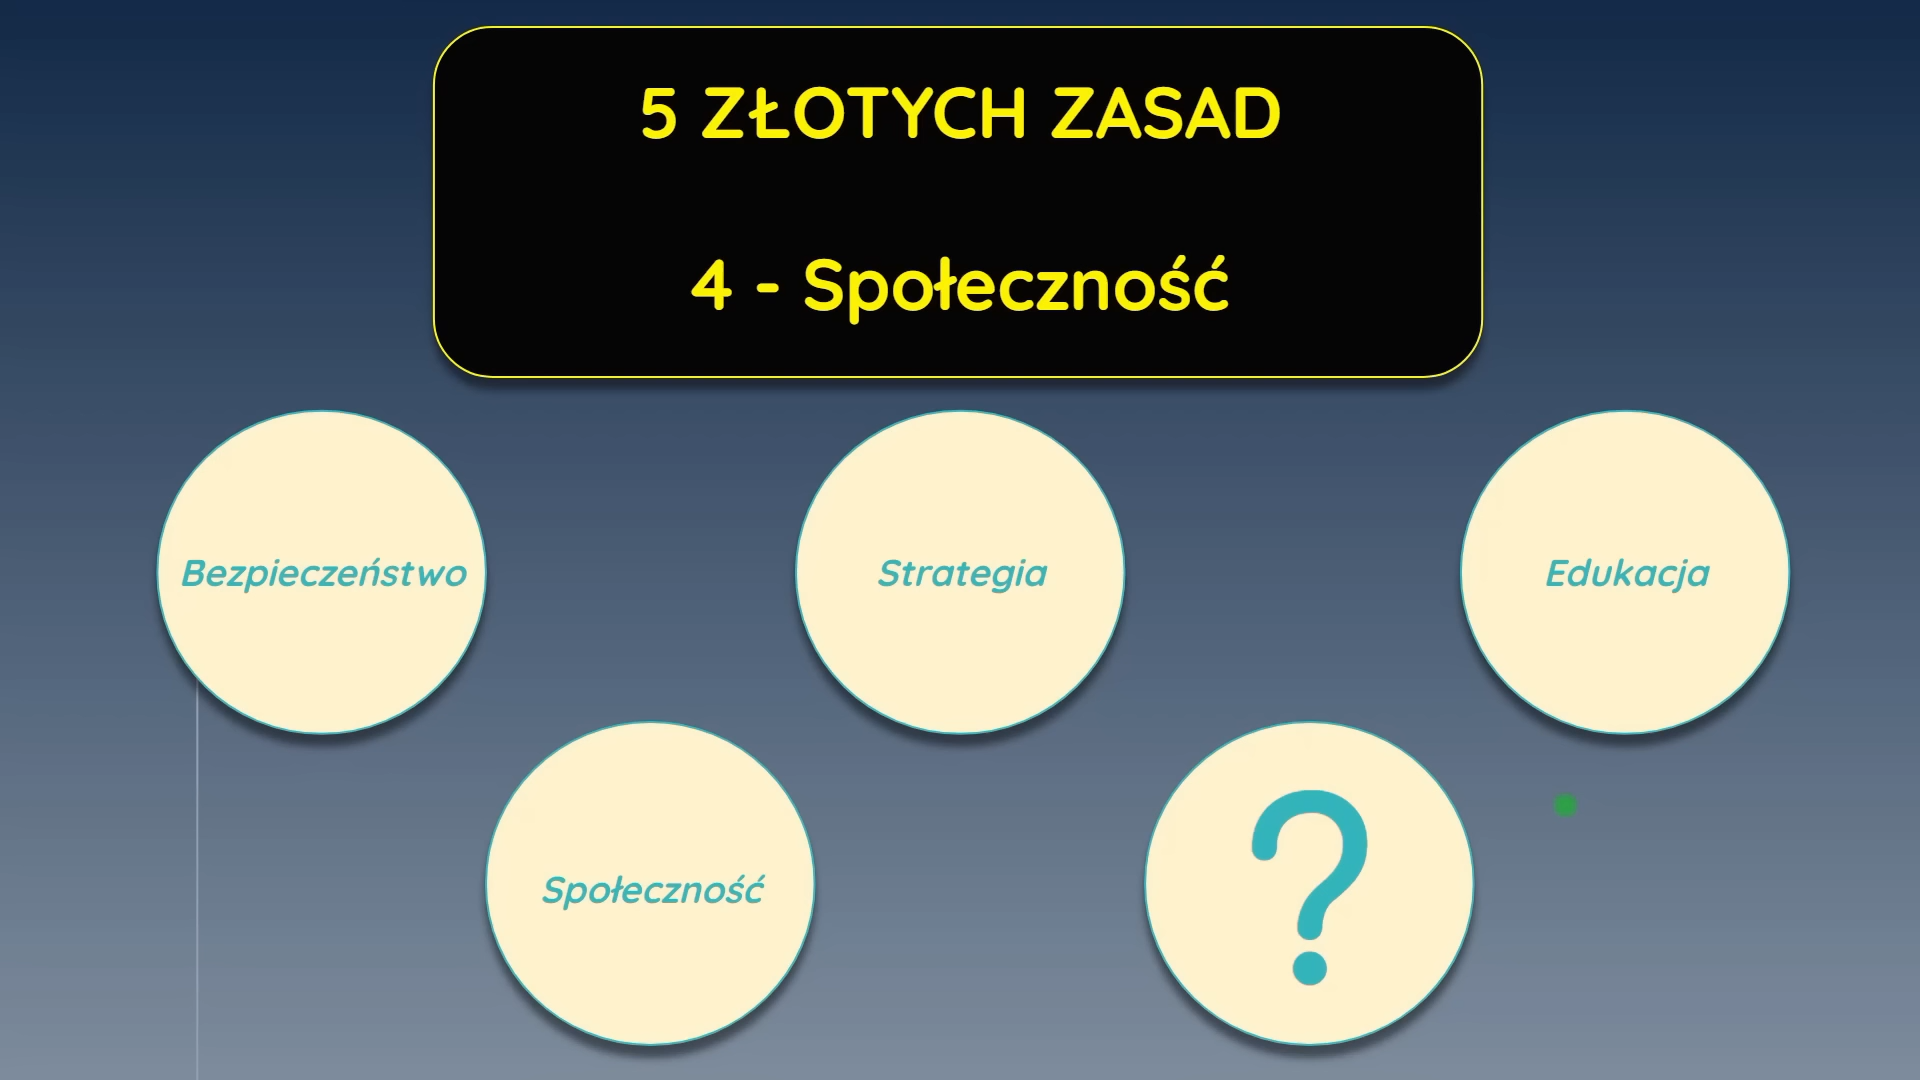 5 ZŁOTYCH ZASAD
4 - Społeczność
Bezpieczeństwo
Strategia
Edukacja
Społeczność
?